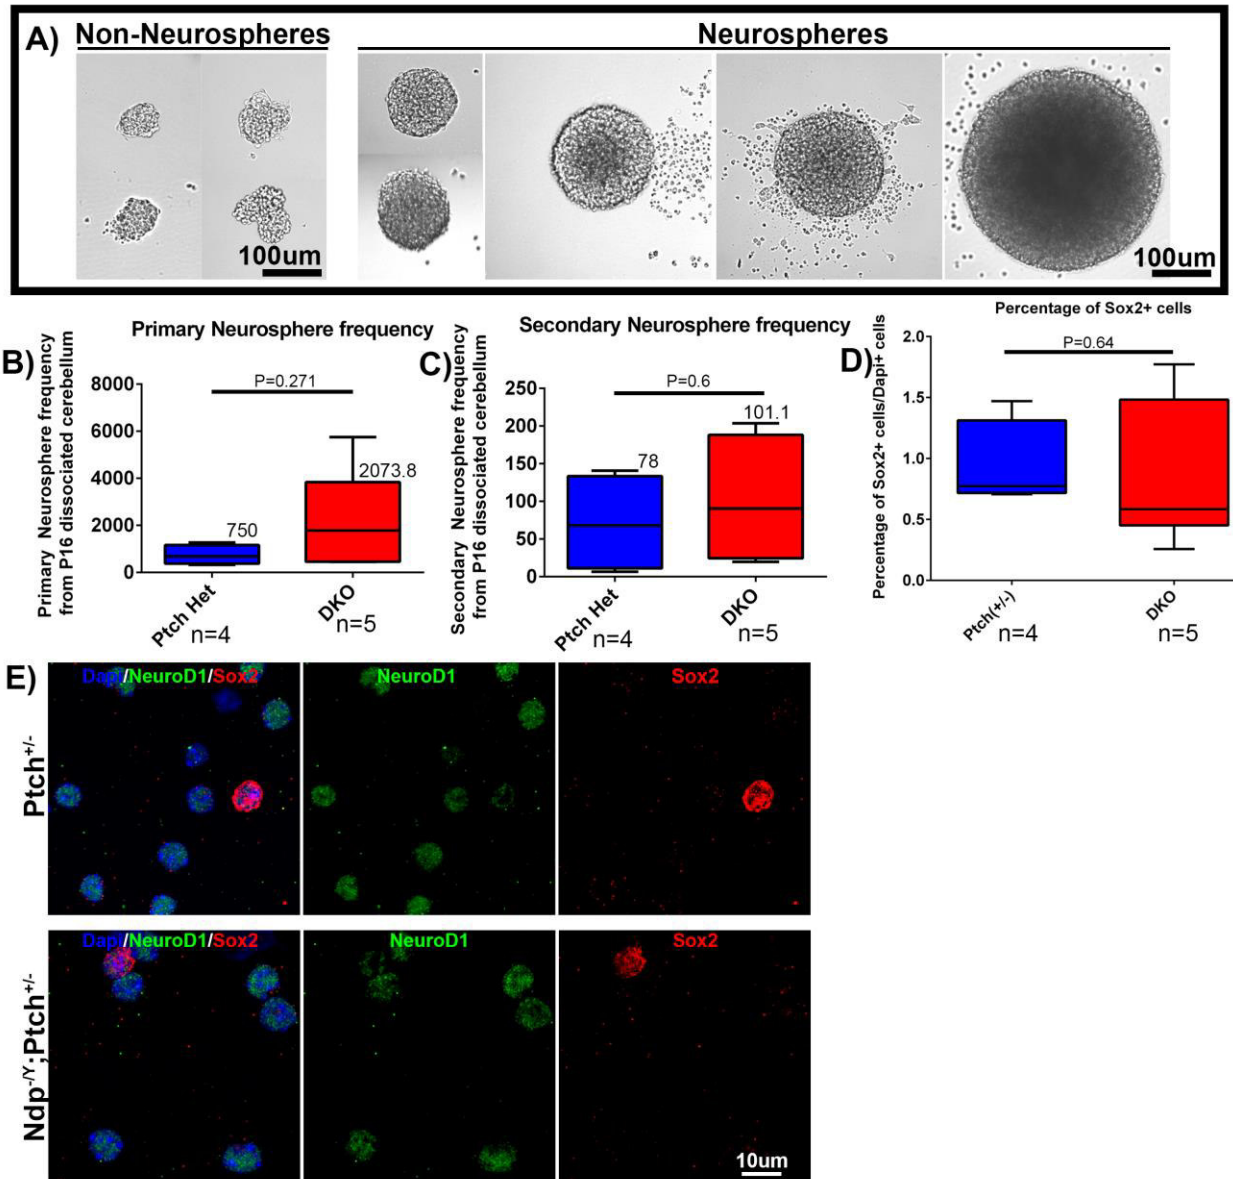 A) Non-Neurospheres Neurospheres
100um 100um
B) Primary Neurosphere frequency
Primary Neurosphere frequency
from P16 dissociated cerebellum
8000
6000
4000
2000
0
P=0.271
750
2073.8
Ptch Het
n=4
DKO
n=5
C) Secondary Neurosphere frequency
Secondary Neurosphere frequency
from P16 dissociated cerebellum
250
200
150
100
50
0
P=0.6
78
101.1
Ptch Het
n=4
DKO
n=5
D) Percentage of Sox2+ cells
Percentage of Sox2+ cells/Dapi+ cells
2.0
1.5
1.0
0.5
0.0
P=0.64
Ptch(+/-)
n=4
DKO
n=5
E)
Ptch+/-
Dapi/NeuroD1/Sox2 NeuroD1 Sox2
Ndp-/Y;Ptch+/-
Dapi/NeuroD1/Sox2 NeuroD1 Sox2
10um